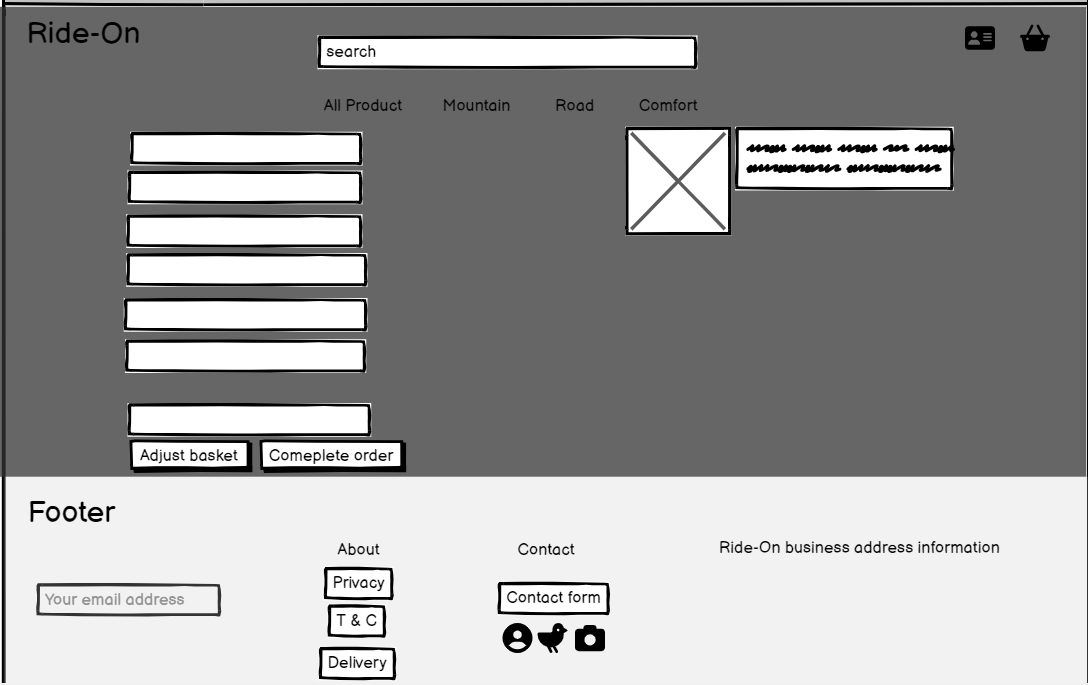 Ride-On
search
All Product Mountain Road Comfort
Adjust basket Comeplete order
Footer
About Contact Ride-On business address information
Privacy
Your email address Contact form
T & C
Delivery